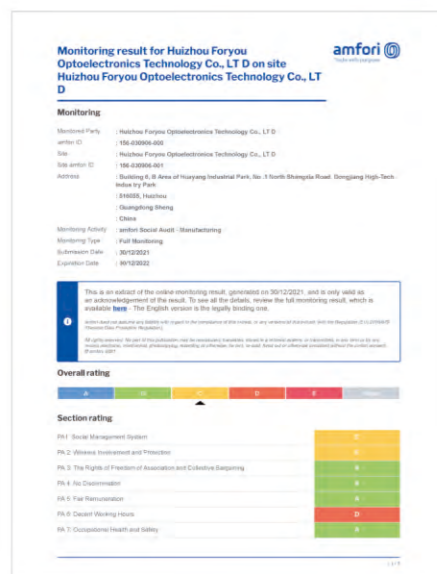 Monitoring result for Huizhou Foryou
Optoelectronics Technology Co., LT D on site
Huizhou Foryou Optoelectronics Technology Co., LT
D
amfori
Trade with purpose
Monitoring
Monitored Party : Huizhou Foryou Optoelectronics Technology Co., LT D
amfori ID : 156-030906-000
Site : Huizhou Foryou Optoelectronics Technology Co., LT D
Site amfori ID : 156-030906-001
Address : Building 6, B Area of Huayang Industrial Park, No.1 North Shangxia Road, Dongjiang High-Tech
Indus try Park
: 516005, Huizhou
: Guangdong Sheng
: China
Monitoring Activity : amfori Social Audit - Manufacturing
Monitoring Type : Full Monitoring
Submission Date : 30/12/2021
Expiration Date : 30/12/2022
This is an extract of the online monitoring result, generated on 30/12/2021, and is only valid as
an acknowledgement of the result. To see all the details, review the full monitoring result, which is
available here - The English version is the legally binding one.
Overall rating
A
B
C
D
E
Section rating
PA 1: Social Management System C
PA 2: Workers Involvement and Protection
PA 3: The Rights of Freedom of Association and Collective Bargaining A
PA 4: No Discrimination A
PA 5: Fair Remuneration A
PA 6: Decent Working Hours D
PA 7: Occupational Health and Safety A